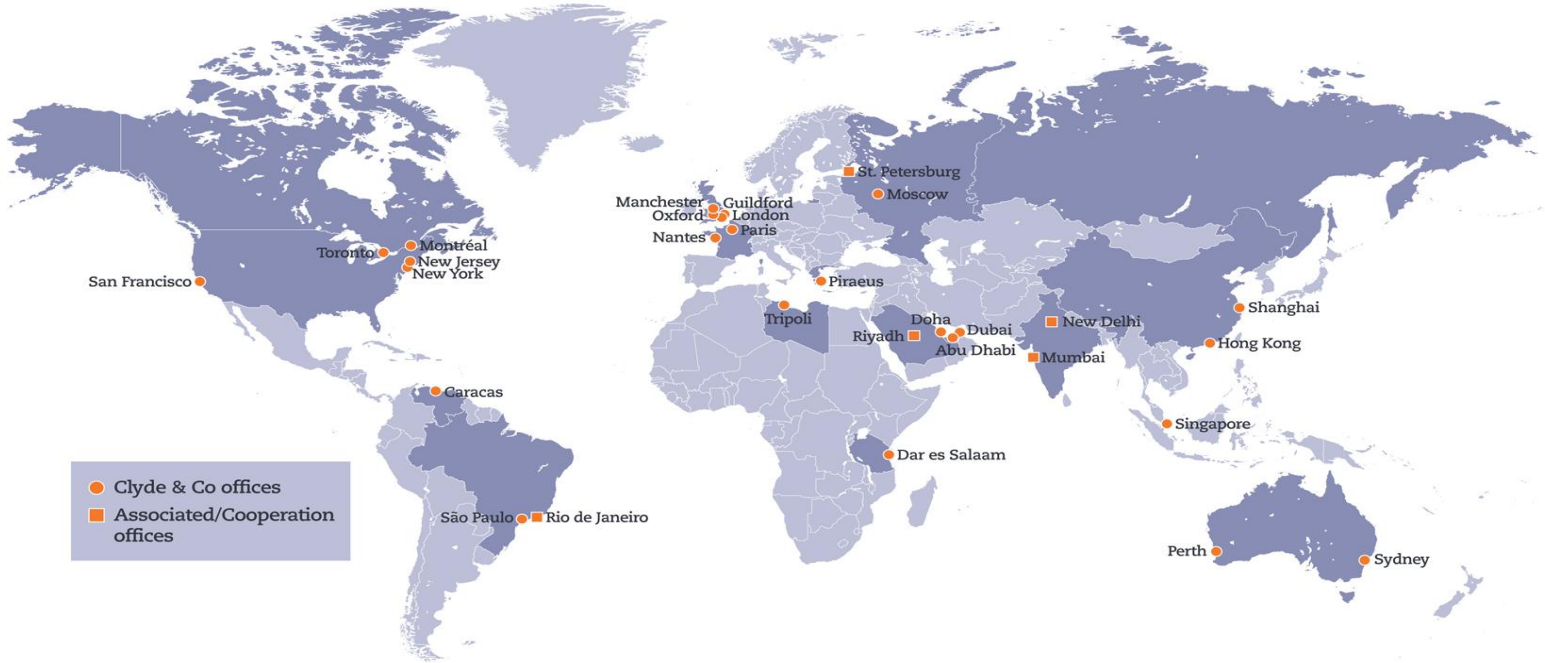 St. Petersburg
Moscow
Manchester
Guildford
Oxford
London
Nantes
Paris
Toronto
Montréal
New Jersey
New York
San Francisco
Piraeus
Tripoli
Doha
Dubai
Riyadh
Abu Dhabi
New Delhi
Mumbai
Shanghai
Hong Kong
Caracas
Singapore
Dar es Salaam
Clyde & Co offices
Associated/Cooperation
offices
São Paulo
Rio de Janeiro
Perth
Sydney